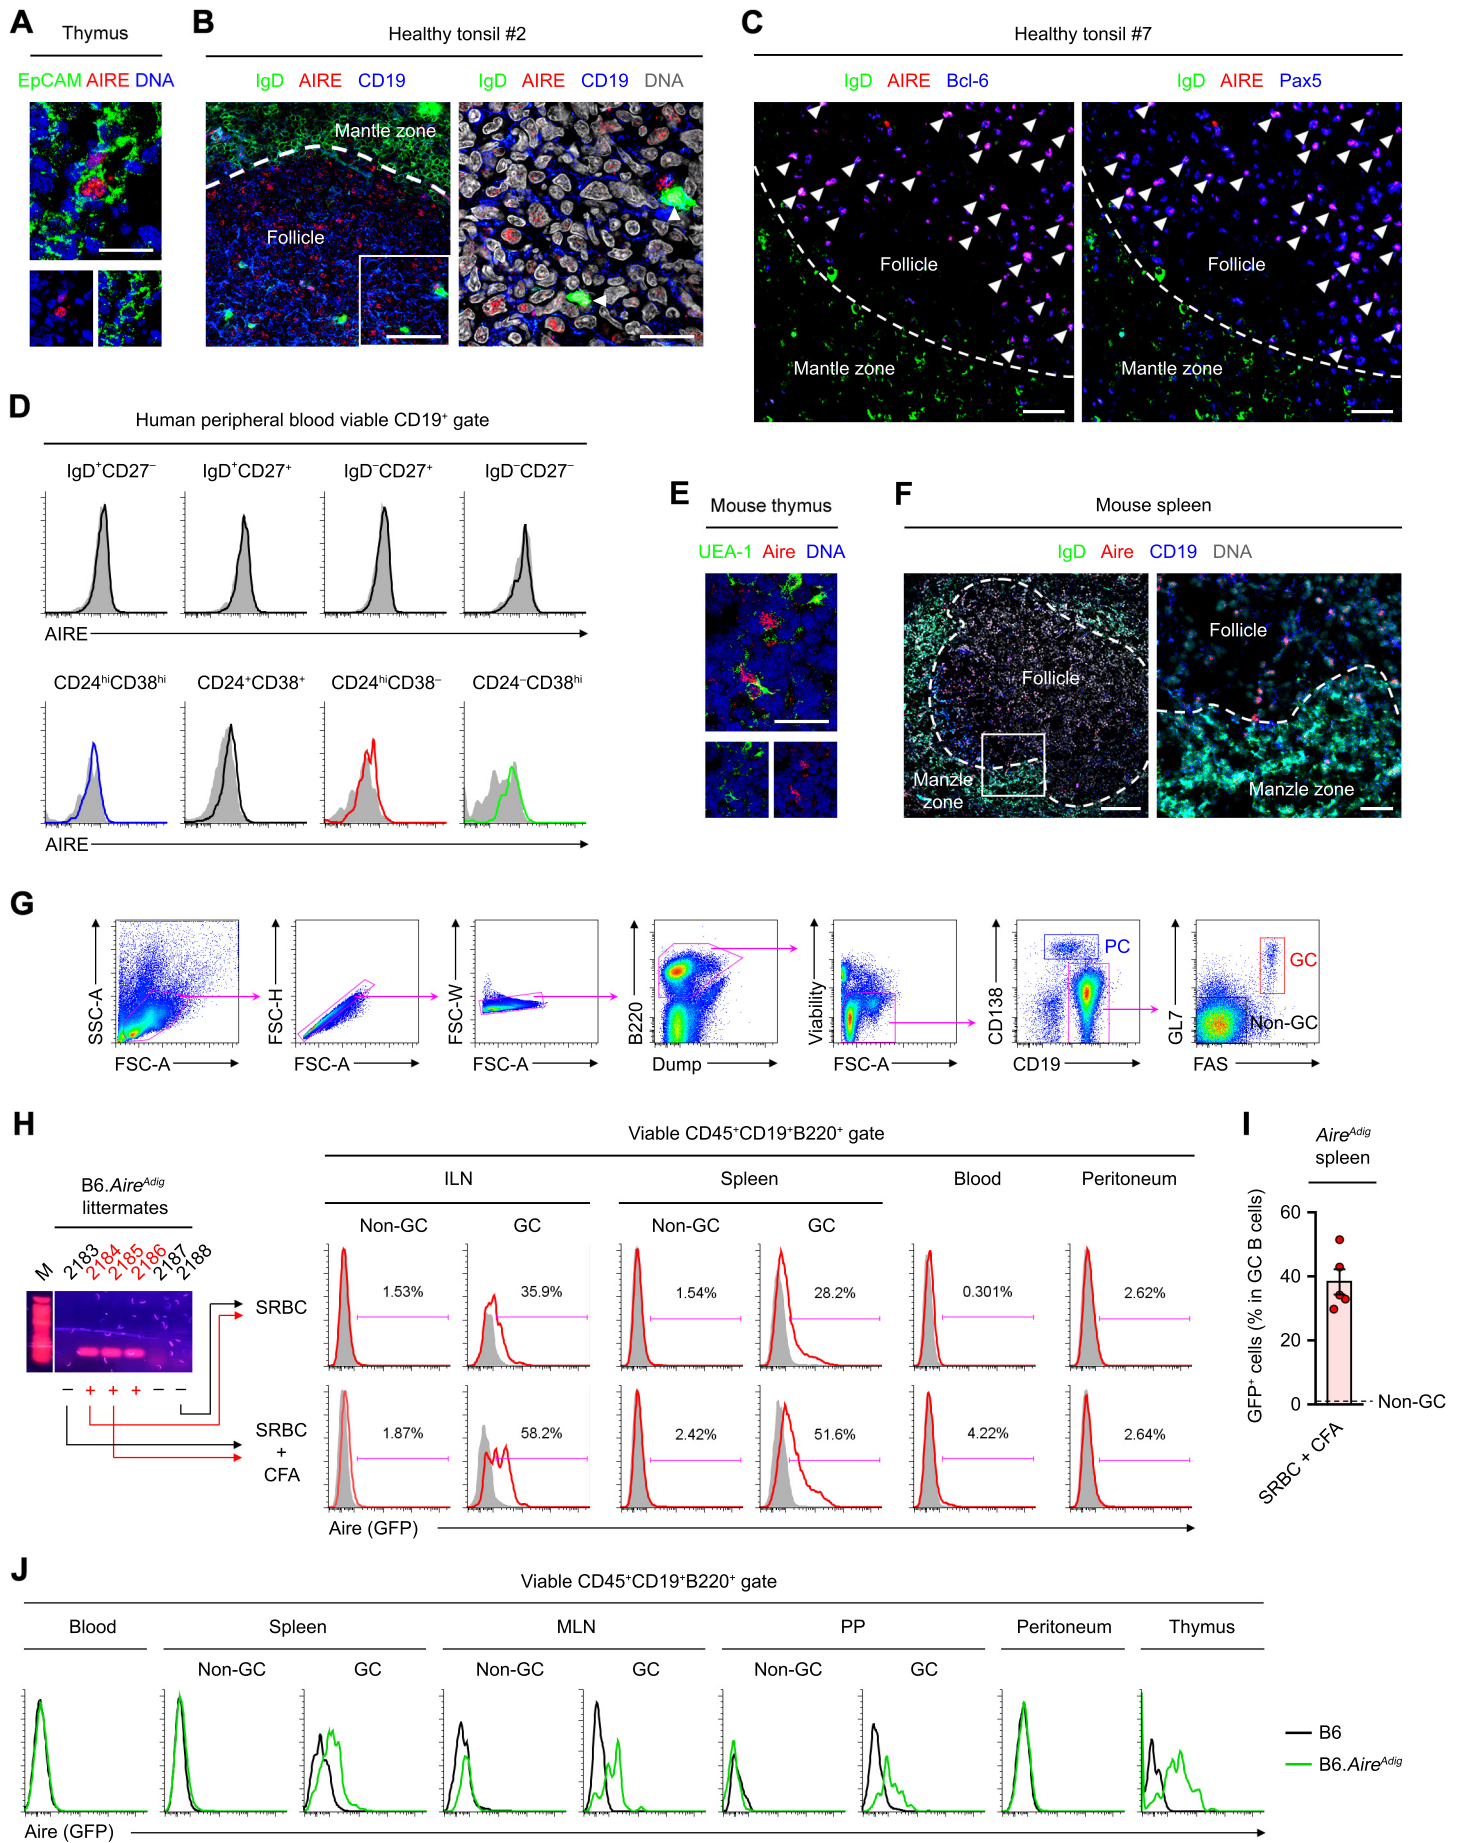 A
Thymus
EpCAM AIRE DNA
B
Healthy tonsil #2
IgD AIRE CD19
IgD AIRE CD19 DNA
Mantle zone
Follicle
C
Healthy tonsil #7
IgD AIRE Bcl-6
IgD AIRE Pax5
Follicle
Mantle zone
Follicle
Mantle zone
D
Human peripheral blood viable CD19⁺ gate
IgD⁺CD27⁻ IgD⁺CD27⁺ IgD⁻CD27⁺ IgD⁻CD27⁻
AIRE
CD24ʰⁱCD38ʰⁱ CD24⁺CD38⁺ CD24ʰⁱCD38⁻ CD24⁻CD38ʰⁱ
AIRE
E
Mouse thymus
UEA-1 Aire DNA
F
Mouse spleen
IgD Aire CD19 DNA
Follicle
Manzle
zone
Follicle
Manzle zone
G
SSC-A
FSC-A
FSC-H
FSC-A
FSC-W
FSC-A
B220
Dump
Viability
FSC-A
CD138
PC
CD19
GL7
GC
Non-GC
FAS
H
B6.Aireᴬᵈⁱᵍ
littermates
M 2183 2184 2185 2186 2187 2188
− + + + − −
Viable CD45⁺CD19⁺B220⁺ gate
ILN Spleen Blood Peritoneum
Non-GC GC Non-GC GC
SRBC
1.53% 35.9% 1.54% 28.2% 0.301% 2.62%
SRBC
+
CFA
1.87% 58.2% 2.42% 51.6% 4.22% 2.64%
Aire (GFP)
I
Aireᴬᵈⁱᵍ
spleen
GFP⁺ cells (% in GC B cells)
60
40
20
0
Non-GC
SRBC + CFA
J
Viable CD45⁺CD19⁺B220⁺ gate
Blood Spleen MLN PP Peritoneum Thymus
Non-GC GC Non-GC GC Non-GC GC
B6
B6.Aireᴬᵈⁱᵍ
Aire (GFP)